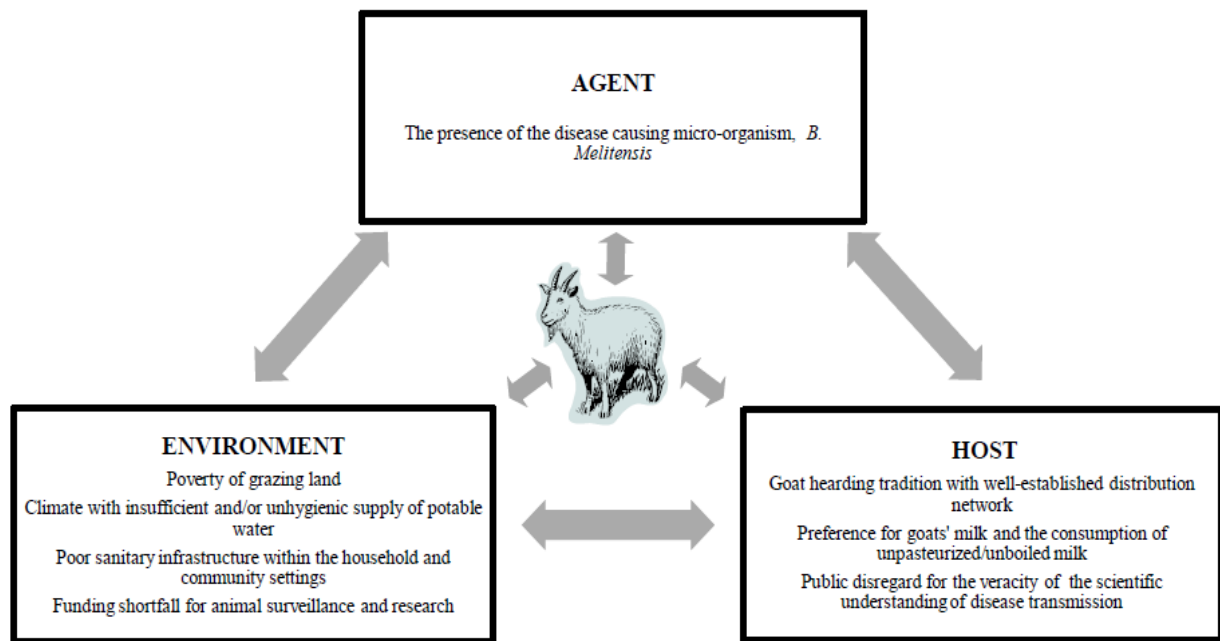 AGENT
The presence of the disease causing micro-organism, B.
Melitensis
ENVIRONMENT
Poverty of grazing land
Climate with insufficient and/or unhygienic supply of potable
water
Poor sanitary infrastructure within the household and
community settings
Funding shortfall for animal surveillance and research
HOST
Goat hearding tradition with well-established distribution
network
Preference for goats' milk and the consumption of
unpasteurized/unboiled milk
Public disregard for the veracity of the scientific
understanding of disease transmission